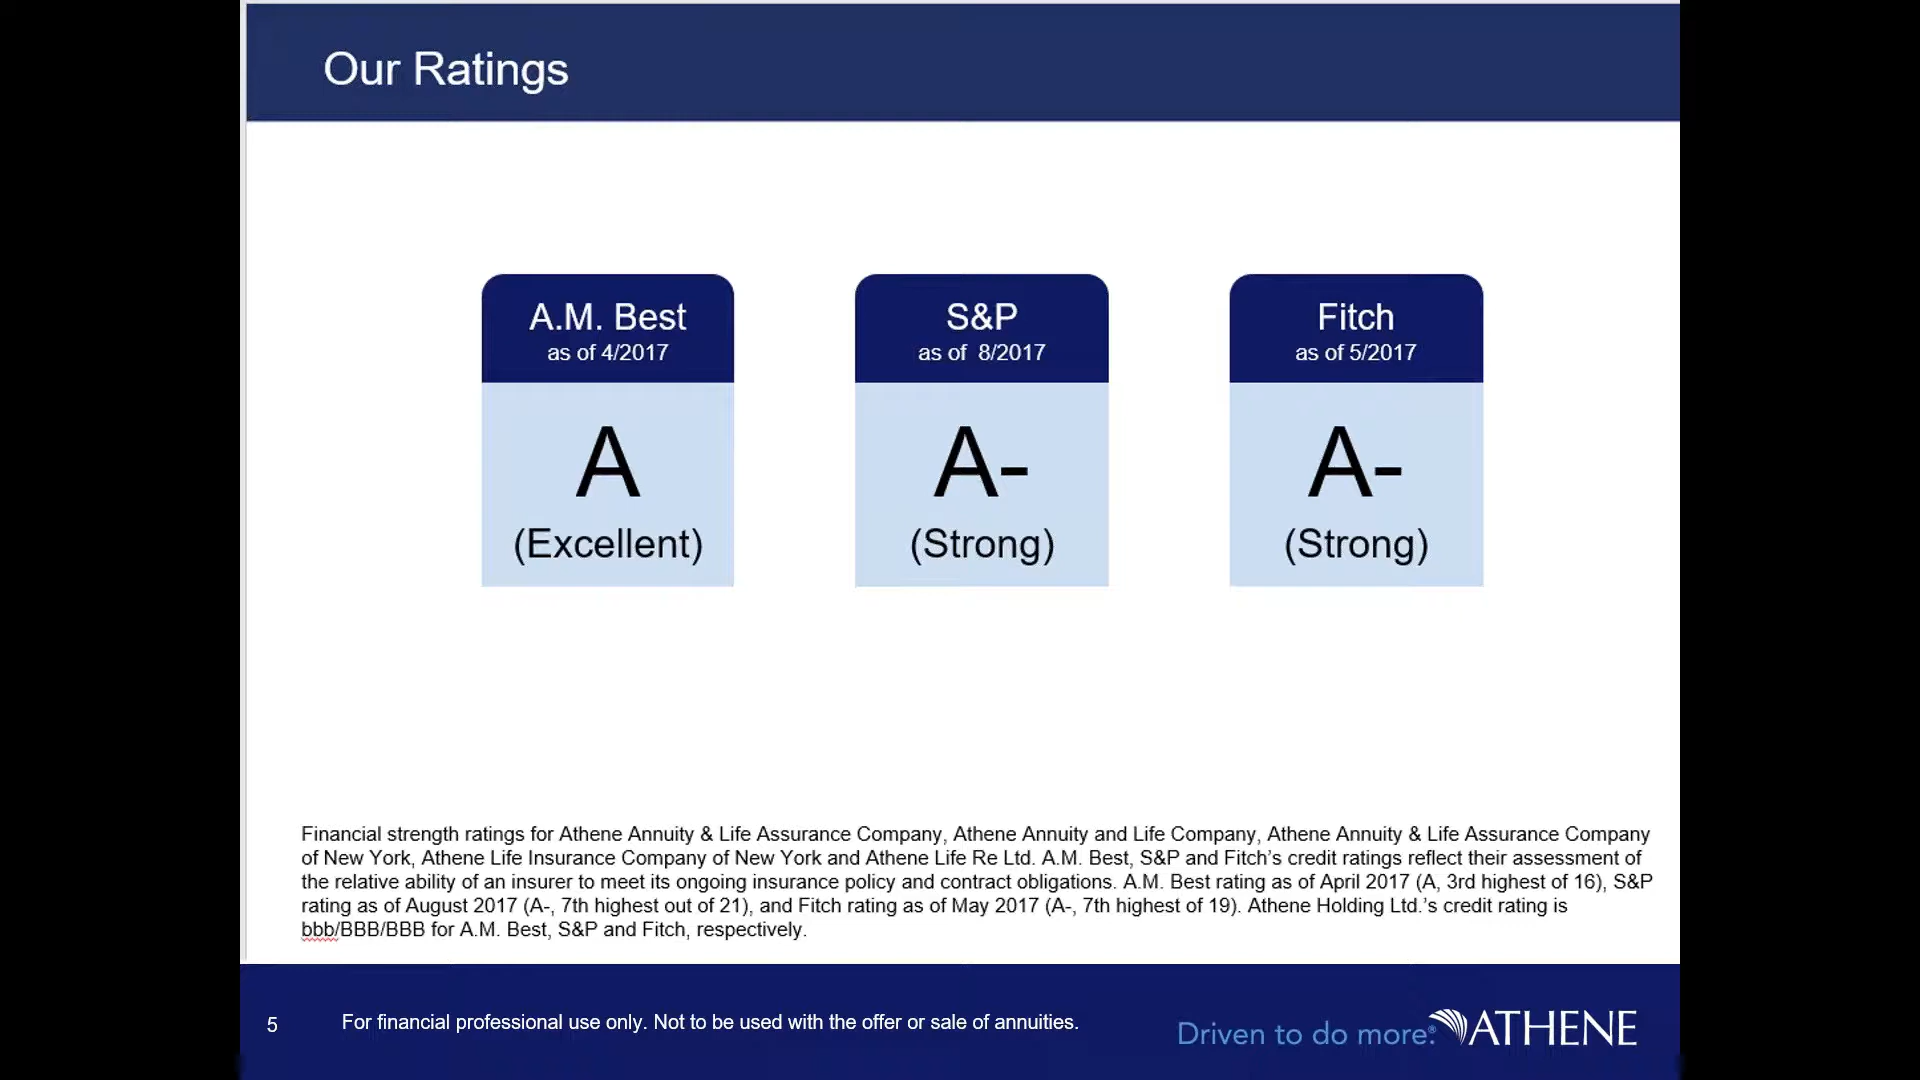 Our Ratings
A.M. Best
as of 4/2017
A
(Excellent)
S&P
as of  8/2017
A-
(Strong)
Fitch
as of 5/2017
A-
(Strong)
Financial strength ratings for Athene Annuity & Life Assurance Company, Athene Annuity and Life Company, Athene Annuity & Life Assurance Company
of New York, Athene Life Insurance Company of New York and Athene Life Re Ltd. A.M. Best, S&P and Fitch’s credit ratings reflect their assessment of
the relative ability of an insurer to meet its ongoing insurance policy and contract obligations. A.M. Best rating as of April 2017 (A, 3rd highest of 16), S&P
rating as of August 2017 (A-, 7th highest out of 21), and Fitch rating as of May 2017 (A-, 7th highest of 19). Athene Holding Ltd.’s credit rating is
bbb/BBB/BBB for A.M. Best, S&P and Fitch, respectively.
5
For financial professional use only. Not to be used with the offer or sale of annuities.
Driven to do more.®
ATHENE